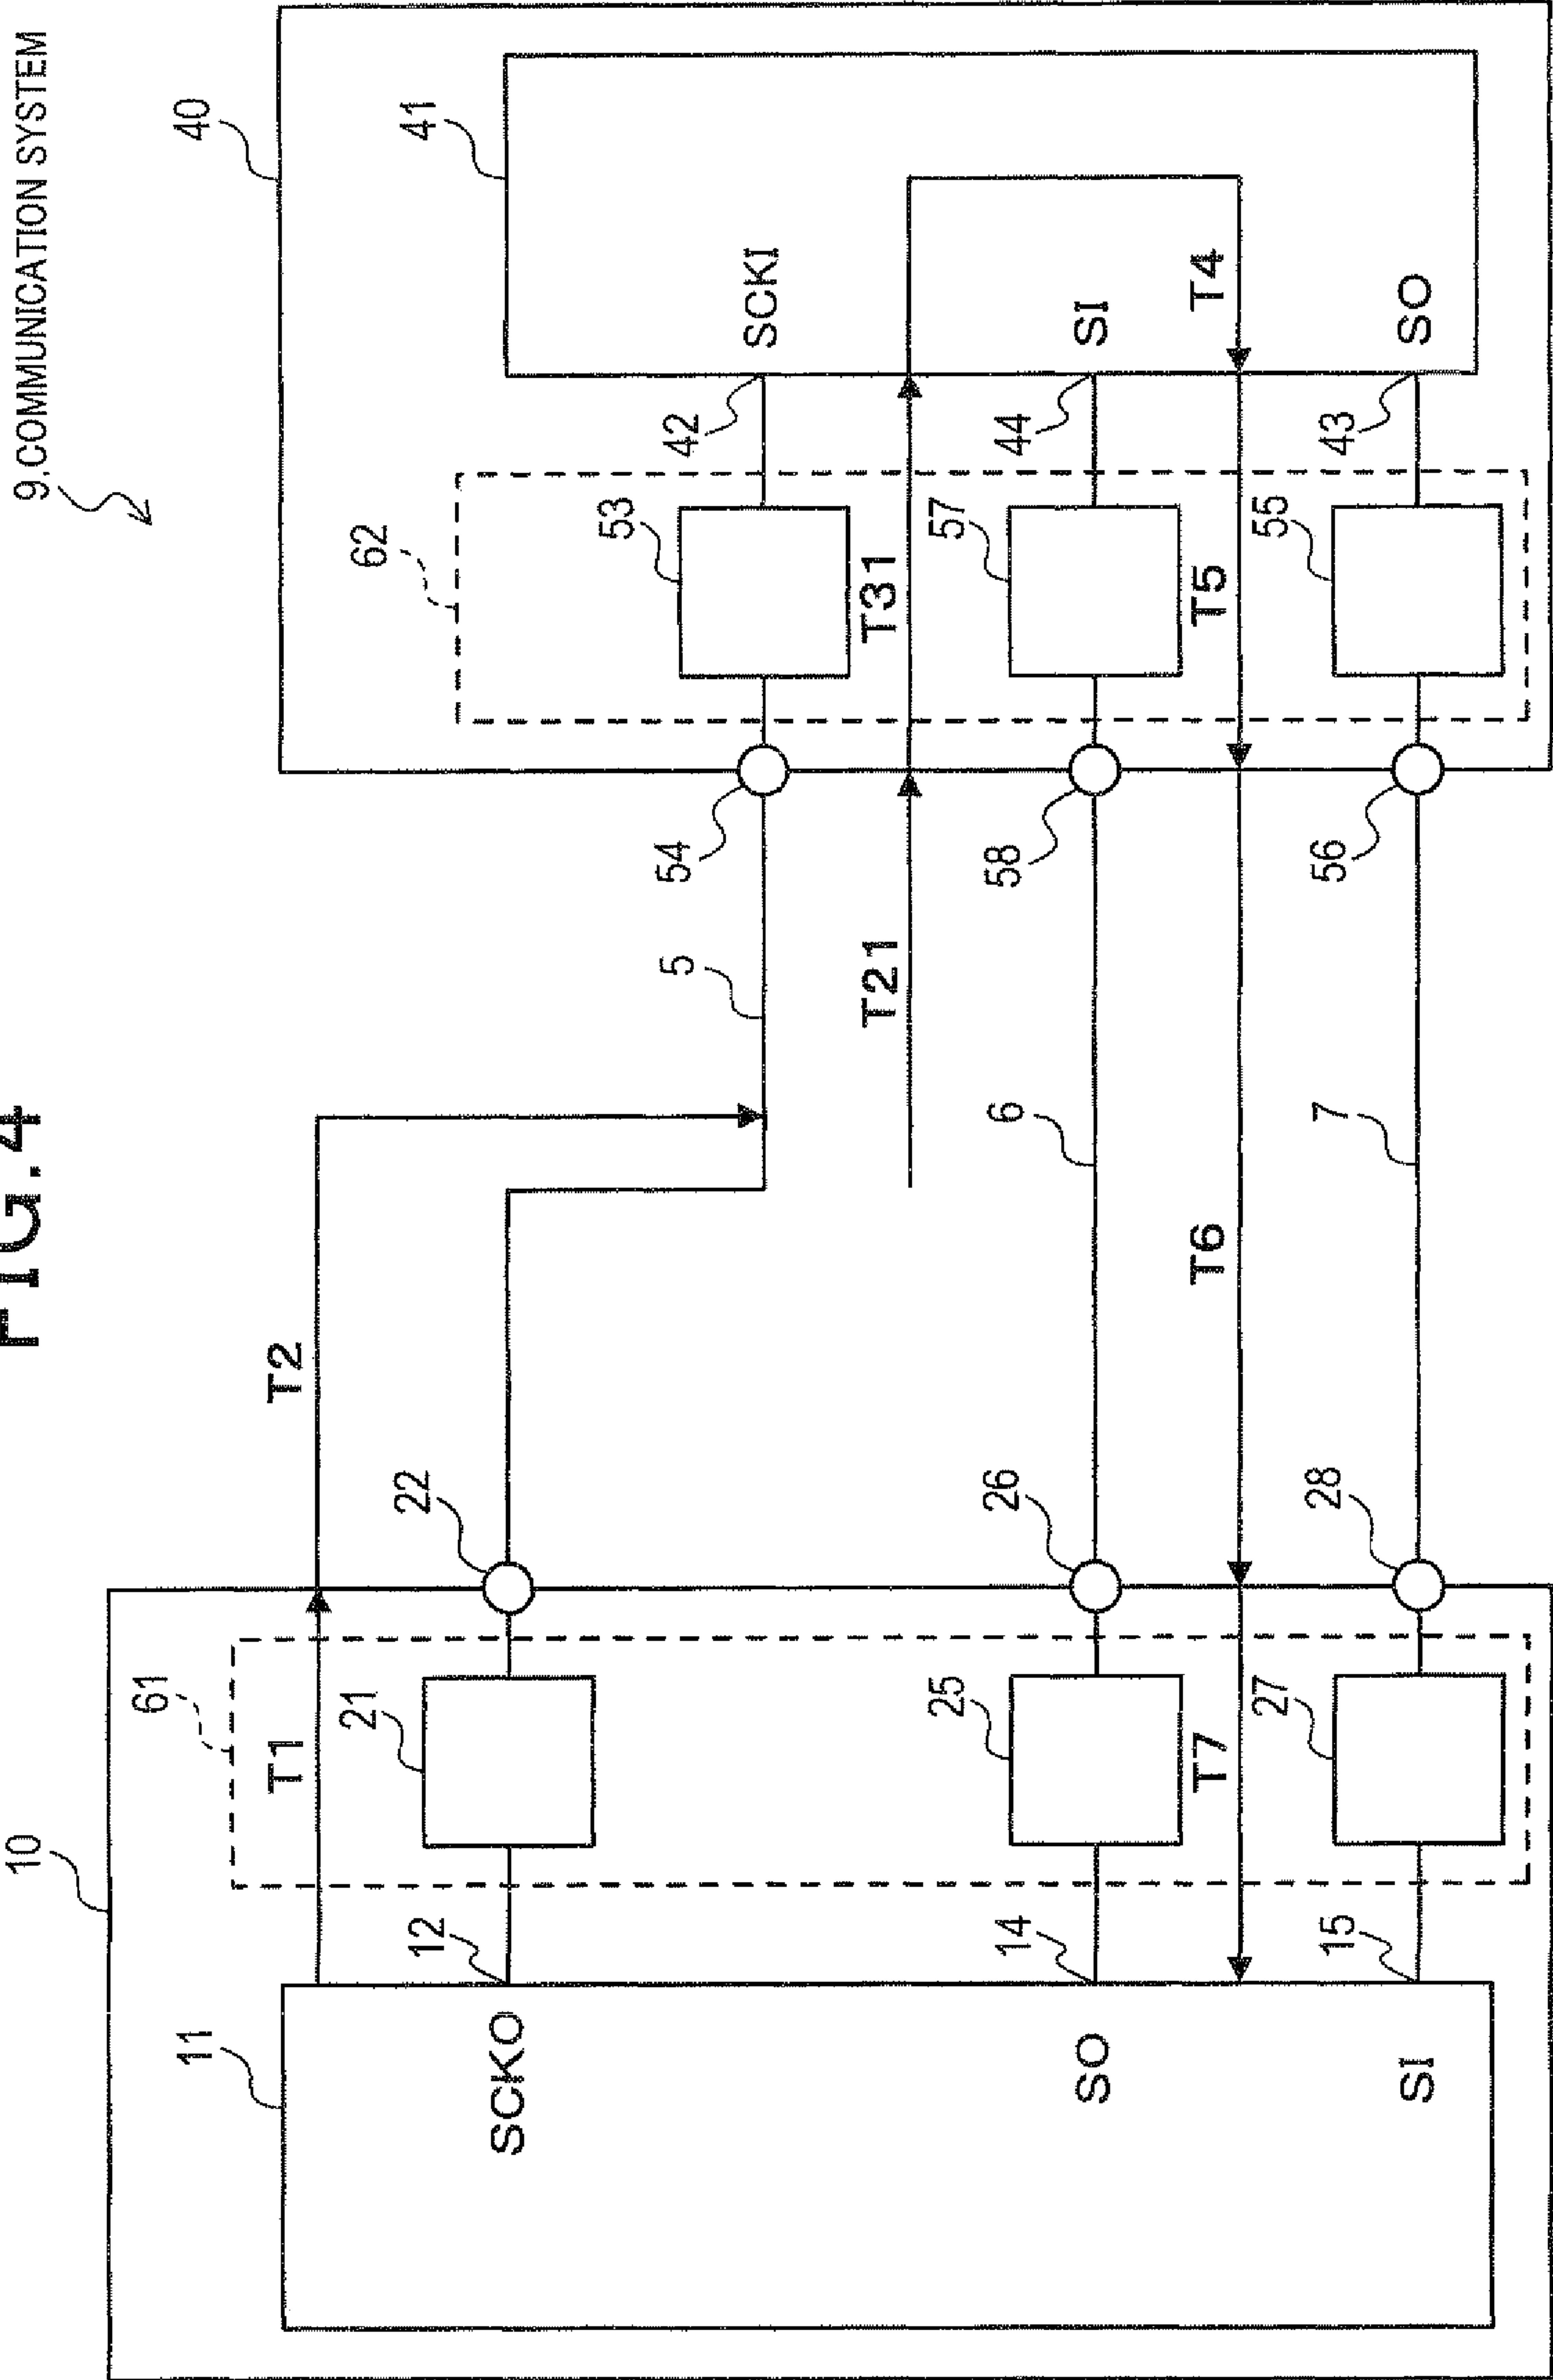 FIG.4
9,COMMUNICATION SYSTEM
10
40
11
61
T1
T2
62
41
SCKO
12
21
22
5
54
53
42
SCKI
T21
T31
SO
14
25
26
6
58
57
44
SI
T7
T6
T5
T4
SI
15
27
28
7
56
55
43
SO